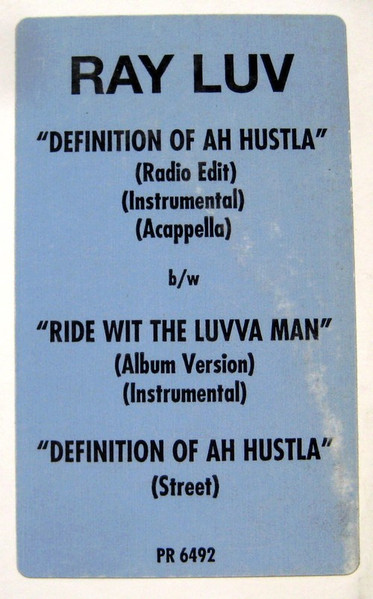 RAY LUV
"DEFINITION OF AH HUSTLA"
(Radio Edit)
(Instrumental)
(Acappella)
b/w
"RIDE WIT THE LUVVA MAN"
(Album Version)
(Instrumental)
"DEFINITION OF AH HUSTLA"
(Street)
PR 6492